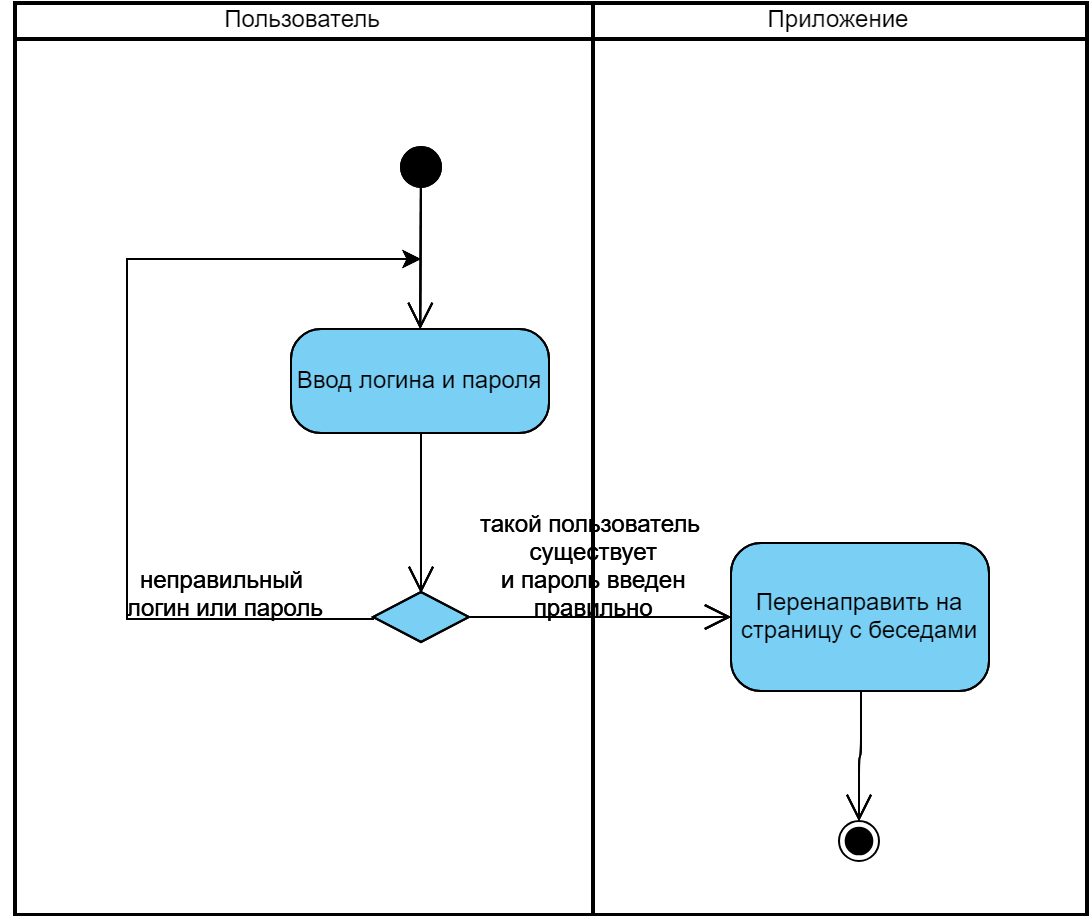 Пользователь
Приложение
Ввод логина и пароля
такой пользователь
существует
и пароль введен
правильно
неправильный
логин или пароль
Перенаправить на
страницу с беседами